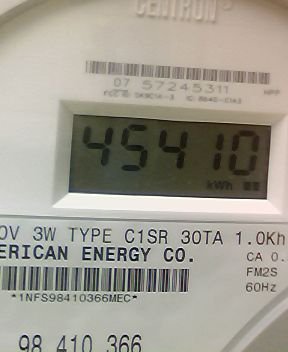 CENTRON
07 57245311
45410
kWh
0V 3W TYPE C1SR 30TA 1.0Kh
ERICAN ENERGY CO.
CA 0.
FM2S
*1NFS98410366MEC*
60Hz
98 410 366